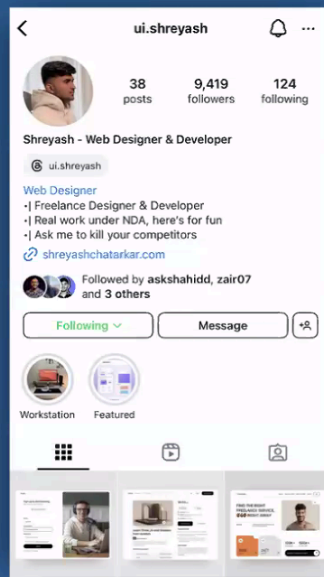 ui.shreyash
38 9,419 124
posts followers following
Shreyash - Web Designer & Developer
ui.shreyash
Web Designer
•| Freelance Designer & Developer
•| Real work under NDA, here's for fun
•| Ask me to kill your competitors
shreyashchatarkar.com
Followed by askshahidd, zair07
and 3 others
Following Message
Workstation Featured